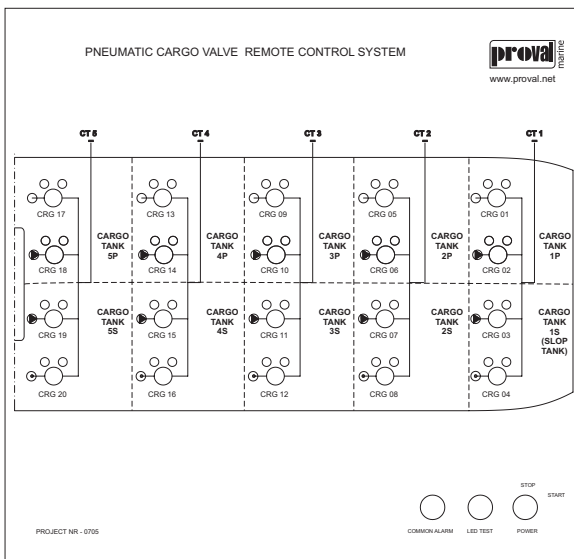 PNEUMATIC CARGO VALVE REMOTE CONTROL SYSTEM
proval
marine
www.proval.net
CT 5
CT 4
CT 3
CT 2
CT 1
CRG 17
CRG 13
CRG 09
CRG 05
CRG 01
CARGO
TANK
5P
CARGO
TANK
4P
CARGO
TANK
3P
CARGO
TANK
2P
CARGO
TANK
1P
CRG 18
CRG 14
CRG 10
CRG 06
CRG 02
CARGO
TANK
5S
CARGO
TANK
4S
CARGO
TANK
3S
CARGO
TANK
2S
CARGO
TANK
1S
(SLOP
TANK)
CRG 19
CRG 15
CRG 11
CRG 07
CRG 03
CRG 20
CRG 16
CRG 12
CRG 08
CRG 04
STOP
START
COMMON ALARM
LED TEST
POWER
PROJECT NR - 0705